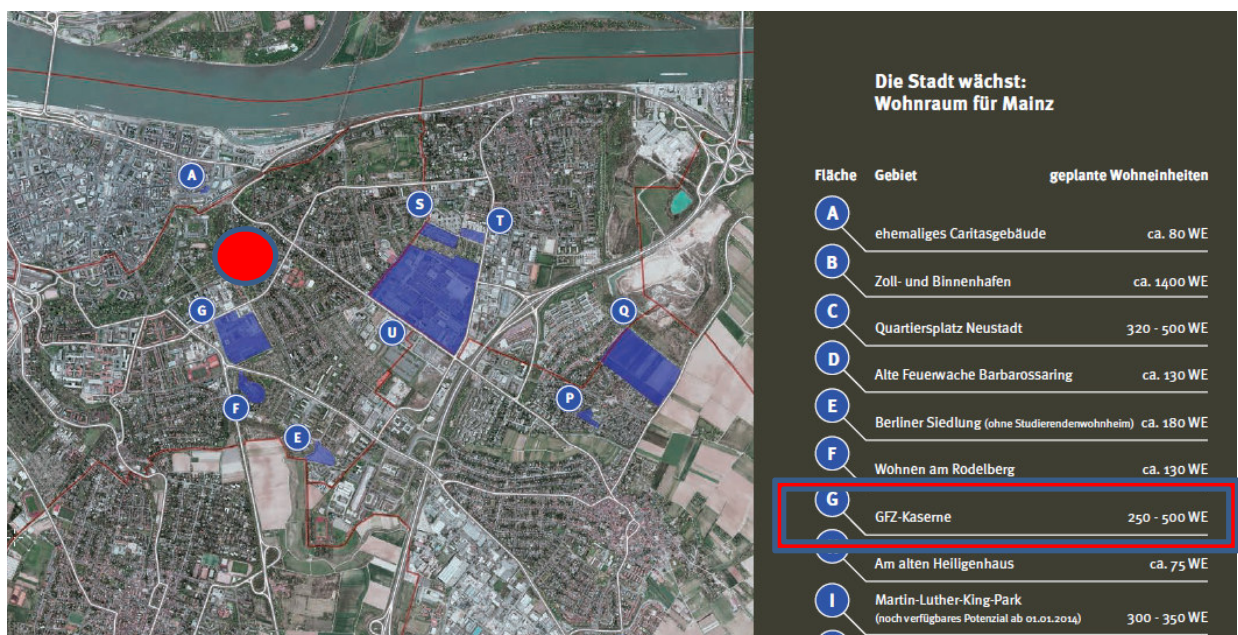 Die Stadt wächst:
Wohnraum für Mainz
Fläche Gebiet geplante Wohneinheiten
A
ehemaliges Caritasgebäude ca. 80 WE
B
Zoll- und Binnenhafen ca. 1400 WE
C
Quartiersplatz Neustadt 320 - 500 WE
D
Alte Feuerwache Barbarossaring ca. 130 WE
E
Berliner Siedlung (ohne Studierendenwohnheim) ca. 180 WE
F
Wohnen am Rodelberg ca. 130 WE
G
GFZ-Kaserne 250 - 500 WE
Am alten Heiligenhaus ca. 75 WE
I
Martin-Luther-King-Park
(noch verfügbares Potenzial ab 01.01.2014) 300 - 350 WE
A
S
T
G
U
Q
P
F
E